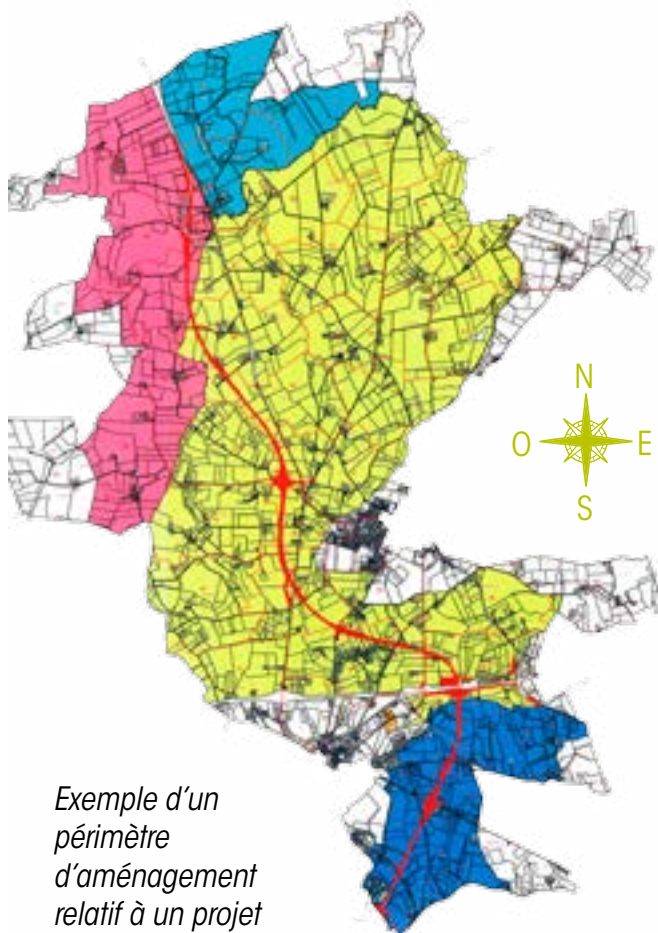 N
O E
S
Exemple d'un
périmètre
d'aménagement
relatif à un projet